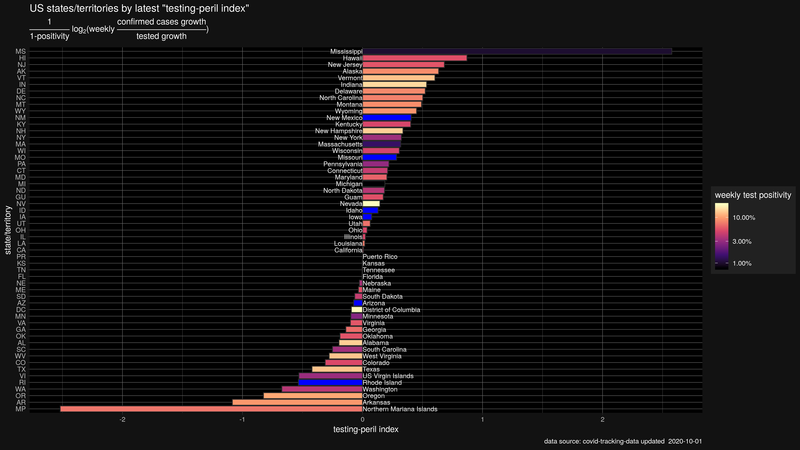 US states/territories by latest "testing-peril index"
1/1-positivity log2(weekly confirmed cases growth/tested growth)
MS Mississippi
HI Hawaii
NJ New Jersey
AK Alaska
VT Vermont
IN Indiana
DE Delaware
NC North Carolina
MT Montana
WY Wyoming
NM New Mexico
KY Kentucky
NH New Hampshire
NY New York
MA Massachusetts
WI Wisconsin
MO Missouri
PA Pennsylvania
CT Connecticut
MD Maryland
MI Michigan
ND North Dakota
GU Guam
NV Nevada
ID Idaho
IA Iowa
UT Utah
OH Ohio
IL Illinois
LA Louisiana
CA California
PR Puerto Rico
KS Kansas
TN Tennessee
FL Florida
NE Nebraska
ME Maine
SD South Dakota
AZ Arizona
DC District of Columbia
MN Minnesota
VA Virginia
GA Georgia
OK Oklahoma
AL Alabama
SC South Carolina
WV West Virginia
CO Colorado
TX Texas
VI US Virgin Islands
RI Rhode Island
WA Washington
OR Oregon
AR Arkansas
MP Northern Mariana Islands
state/territory
-2 -1 0 1 2
testing-peril index
weekly test positivity
10.00%
3.00%
1.00%
data source: covid-tracking-data updated 2020-10-01